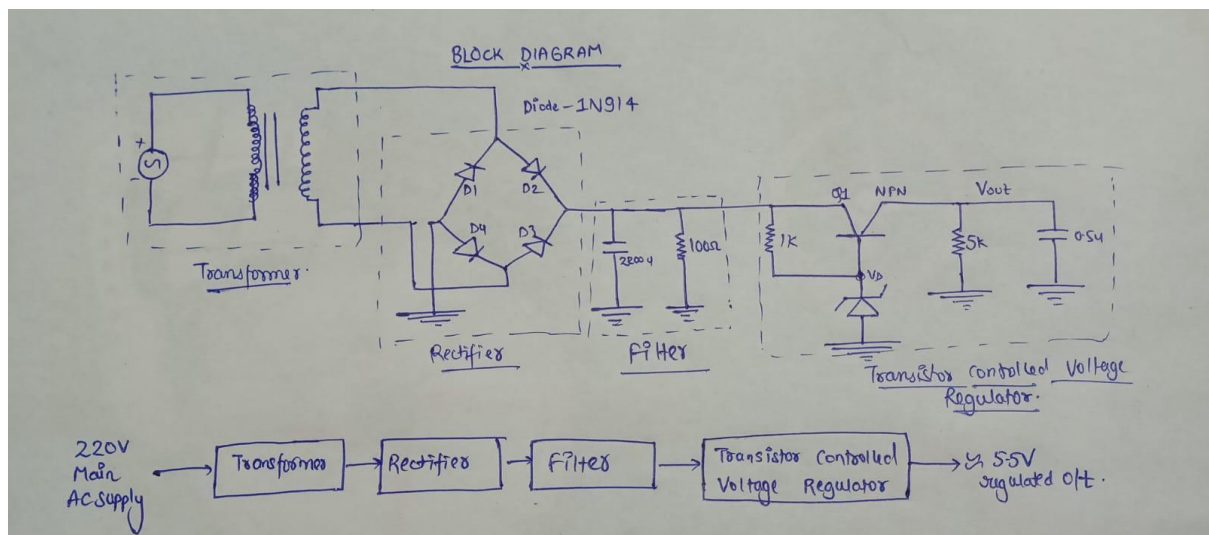 BLOCK DIAGRAM
Diode-1N914
+
-
D1
D2
D4
D3
Q1
NPN
Vout
1K
100Ω
2200u
5K
0.5u
VD
Transformer.
Rectifier
Filter
Transistor Controlled Voltage
Regulator.
220V
Main
AC Supply
Transformer
Rectifier
Filter
Transistor Controlled
Voltage Regulator
5.5V
regulated O/t.